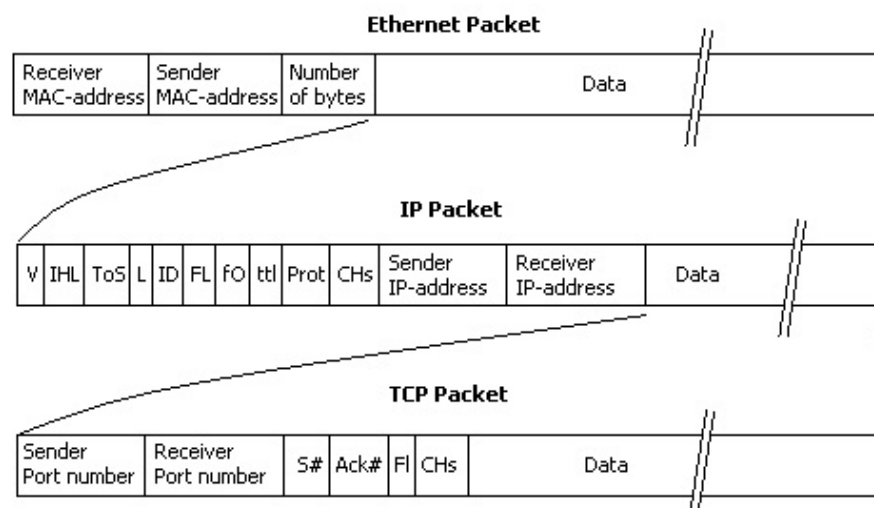 Ethernet Packet
Receiver MAC-address Sender MAC-address Number of bytes Data
IP Packet
V IHL ToS L ID FL fO ttl Prot CHs Sender IP-address Receiver IP-address Data
TCP Packet
Sender Port number Receiver Port number S# Ack# Fl CHs Data